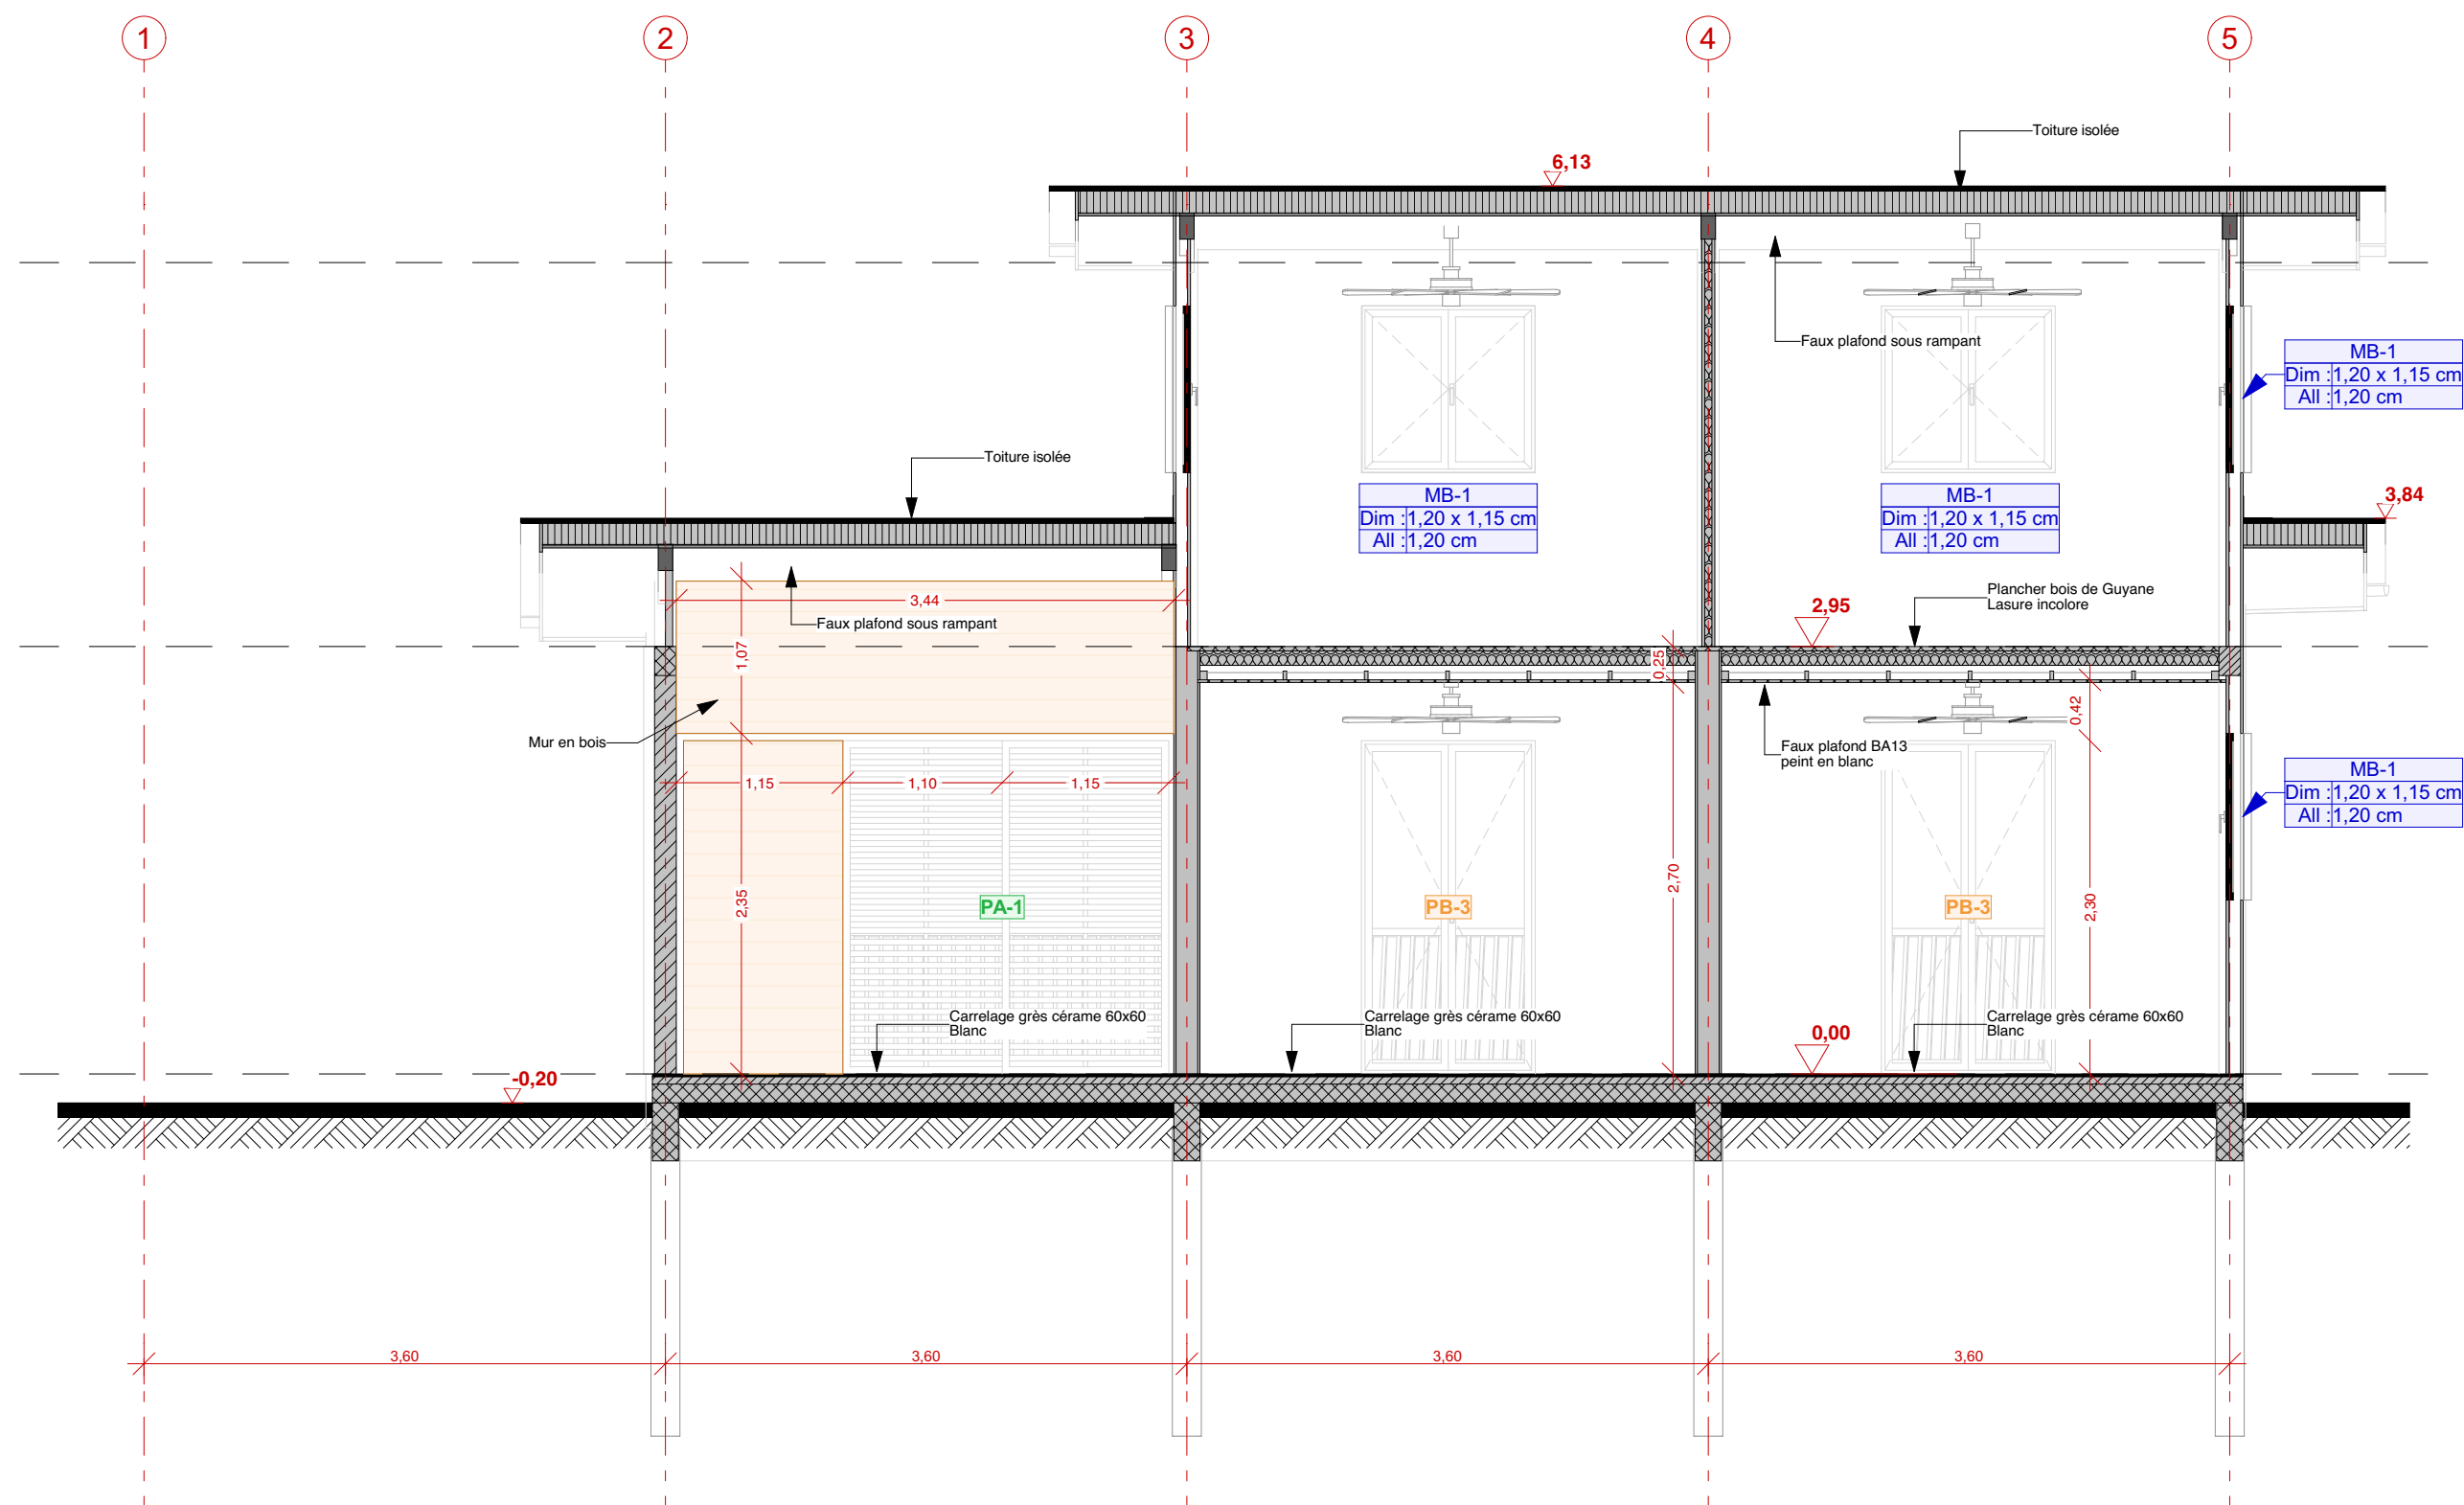 1
2
3
4
5
Toiture isolée
6,13
Faux plafond sous rampant
MB-1
Dim : 1,20 x 1,15 cm
All : 1,20 cm
Toiture isolée
MB-1
Dim : 1,20 x 1,15 cm
All : 1,20 cm
MB-1
Dim : 1,20 x 1,15 cm
All : 1,20 cm
3,84
Plancher bois de Guyane
Lasure incolore
2,95
3,44
Faux plafond sous rampant
1,07
0,25
0,42
Mur en bois
Faux plafond BA13
peint en blanc
MB-1
Dim : 1,20 x 1,15 cm
All : 1,20 cm
1,15
1,10
1,15
2,35
2,70
2,30
PA-1
PB-3
PB-3
Carrelage grès cérame 60x60
Blanc
Carrelage grès cérame 60x60
Blanc
Carrelage grès cérame 60x60
Blanc
0,00
-0,20
3,60
3,60
3,60
3,60